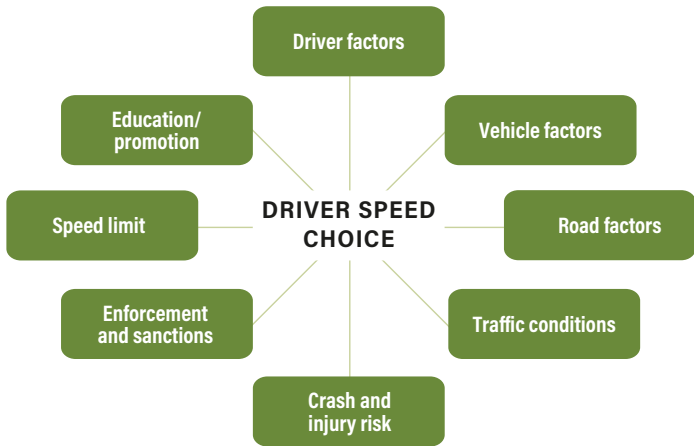 Driver factors
Education/
promotion
Vehicle factors
DRIVER SPEED
CHOICE
Speed limit
Road factors
Enforcement
and sanctions
Traffic conditions
Crash and
injury risk